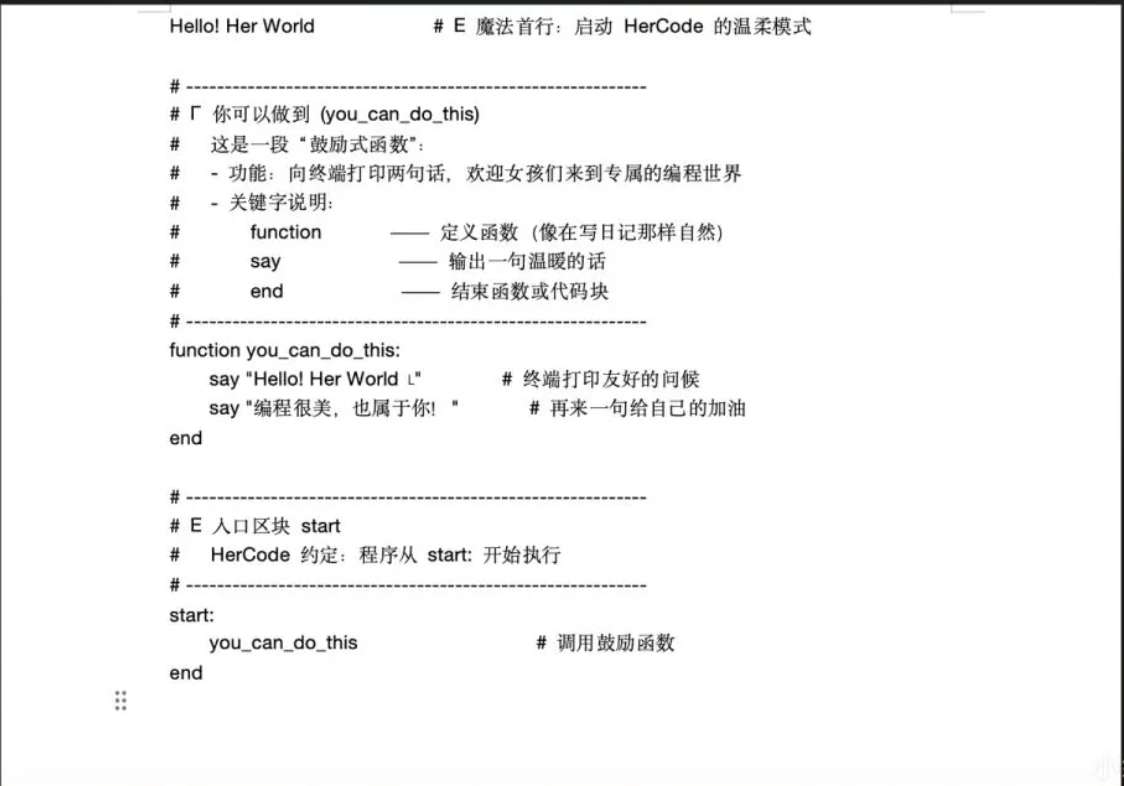 Hello! Her World # E 魔法首行：启动 HerCode 的温柔模式
# ------------------------------------------------------------
# Γ 你可以做到 (you_can_do_this)
# 这是一段“鼓励式函数”：
# - 功能：向终端打印两句话，欢迎女孩们来到专属的编程世界
# - 关键字说明：
# function —— 定义函数（像在写日记那样自然）
# say —— 输出一句温暖的话
# end —— 结束函数或代码块
# ------------------------------------------------------------
function you_can_do_this:
say "Hello! Her World └" # 终端打印友好的问候
say "编程很美，也属于你！ " # 再来一句给自己的加油
end
# ------------------------------------------------------------
# E 入口区块 start
# HerCode 约定：程序从 start: 开始执行
# ------------------------------------------------------------
start:
you_can_do_this # 调用鼓励函数
end